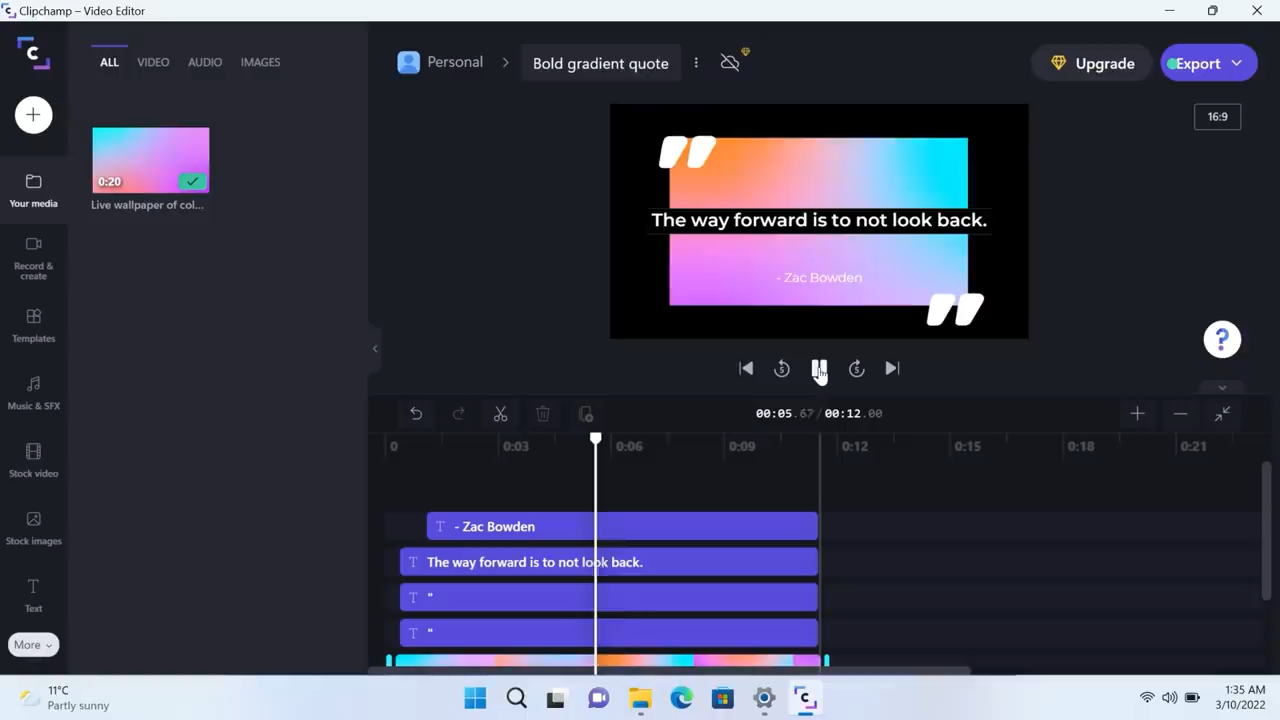 Clipchamp – Video Editor
ALL VIDEO AUDIO IMAGES
Personal
Bold gradient quote
Upgrade
Export
16:9
0:20
Live wallpaper of col...
Your media
Record & create
Templates
Music & SFX
Stock video
Stock images
Text
More
"
The way forward is to not look back.
- Zac Bowden
"
5
5
?
00:05.67/00:12.00
0 0:03 0:06 0:09 0:12 0:15 0:18 0:21
T - Zac Bowden
T The way forward is to not look back.
T "
T "
11°C
Partly sunny
1:35 AM
3/10/2022